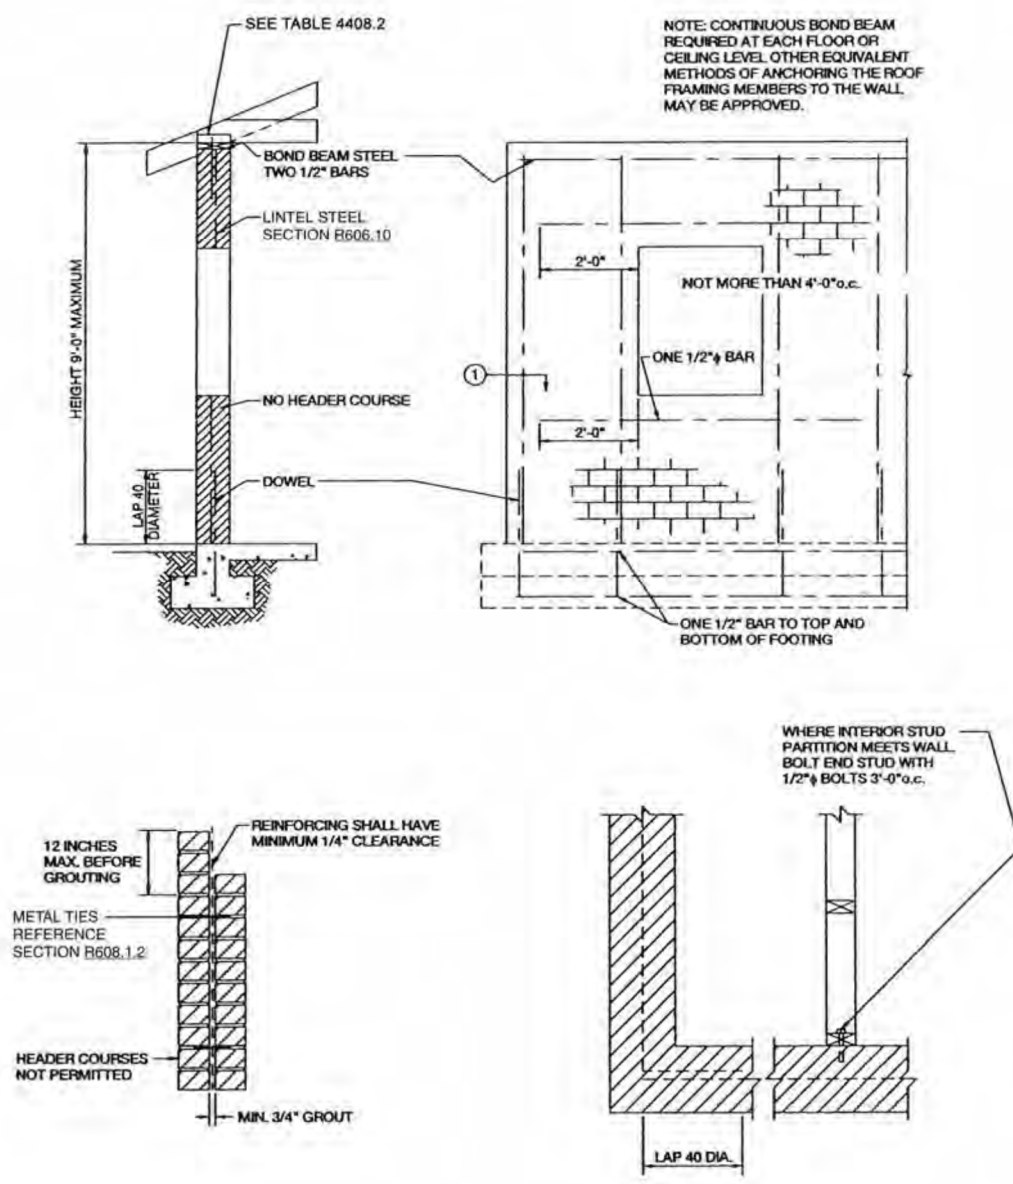 SEE TABLE 4408.2
NOTE: CONTINUOUS BOND BEAM
REQUIRED AT EACH FLOOR OR
CEILING LEVEL OTHER EQUIVALENT
METHODS OF ANCHORING THE ROOF
FRAMING MEMBERS TO THE WALL
MAY BE APPROVED.
BOND BEAM STEEL
TWO 1/2" BARS
LINTEL STEEL
SECTION R606.10
HEIGHT 9'-0" MAXIMUM
2'-0"
NOT MORE THAN 4'-0"o.c.
ONE 1/2"ϕ BAR
1
NO HEADER COURSE
2'-0"
LAP 40
DIAMETER
DOWEL
ONE 1/2" BAR TO TOP AND
BOTTOM OF FOOTING
WHERE INTERIOR STUD
PARTITION MEETS WALL
BOLT END STUD WITH
1/2"ϕ BOLTS 3'-0"o.c.
REINFORCING SHALL HAVE
MINIMUM 1/4" CLEARANCE
12 INCHES
MAX. BEFORE
GROUTING
METAL TIES
REFERENCE
SECTION R608.1.2
HEADER COURSES
NOT PERMITTED
MIN. 3/4" GROUT
LAP 40 DIA.